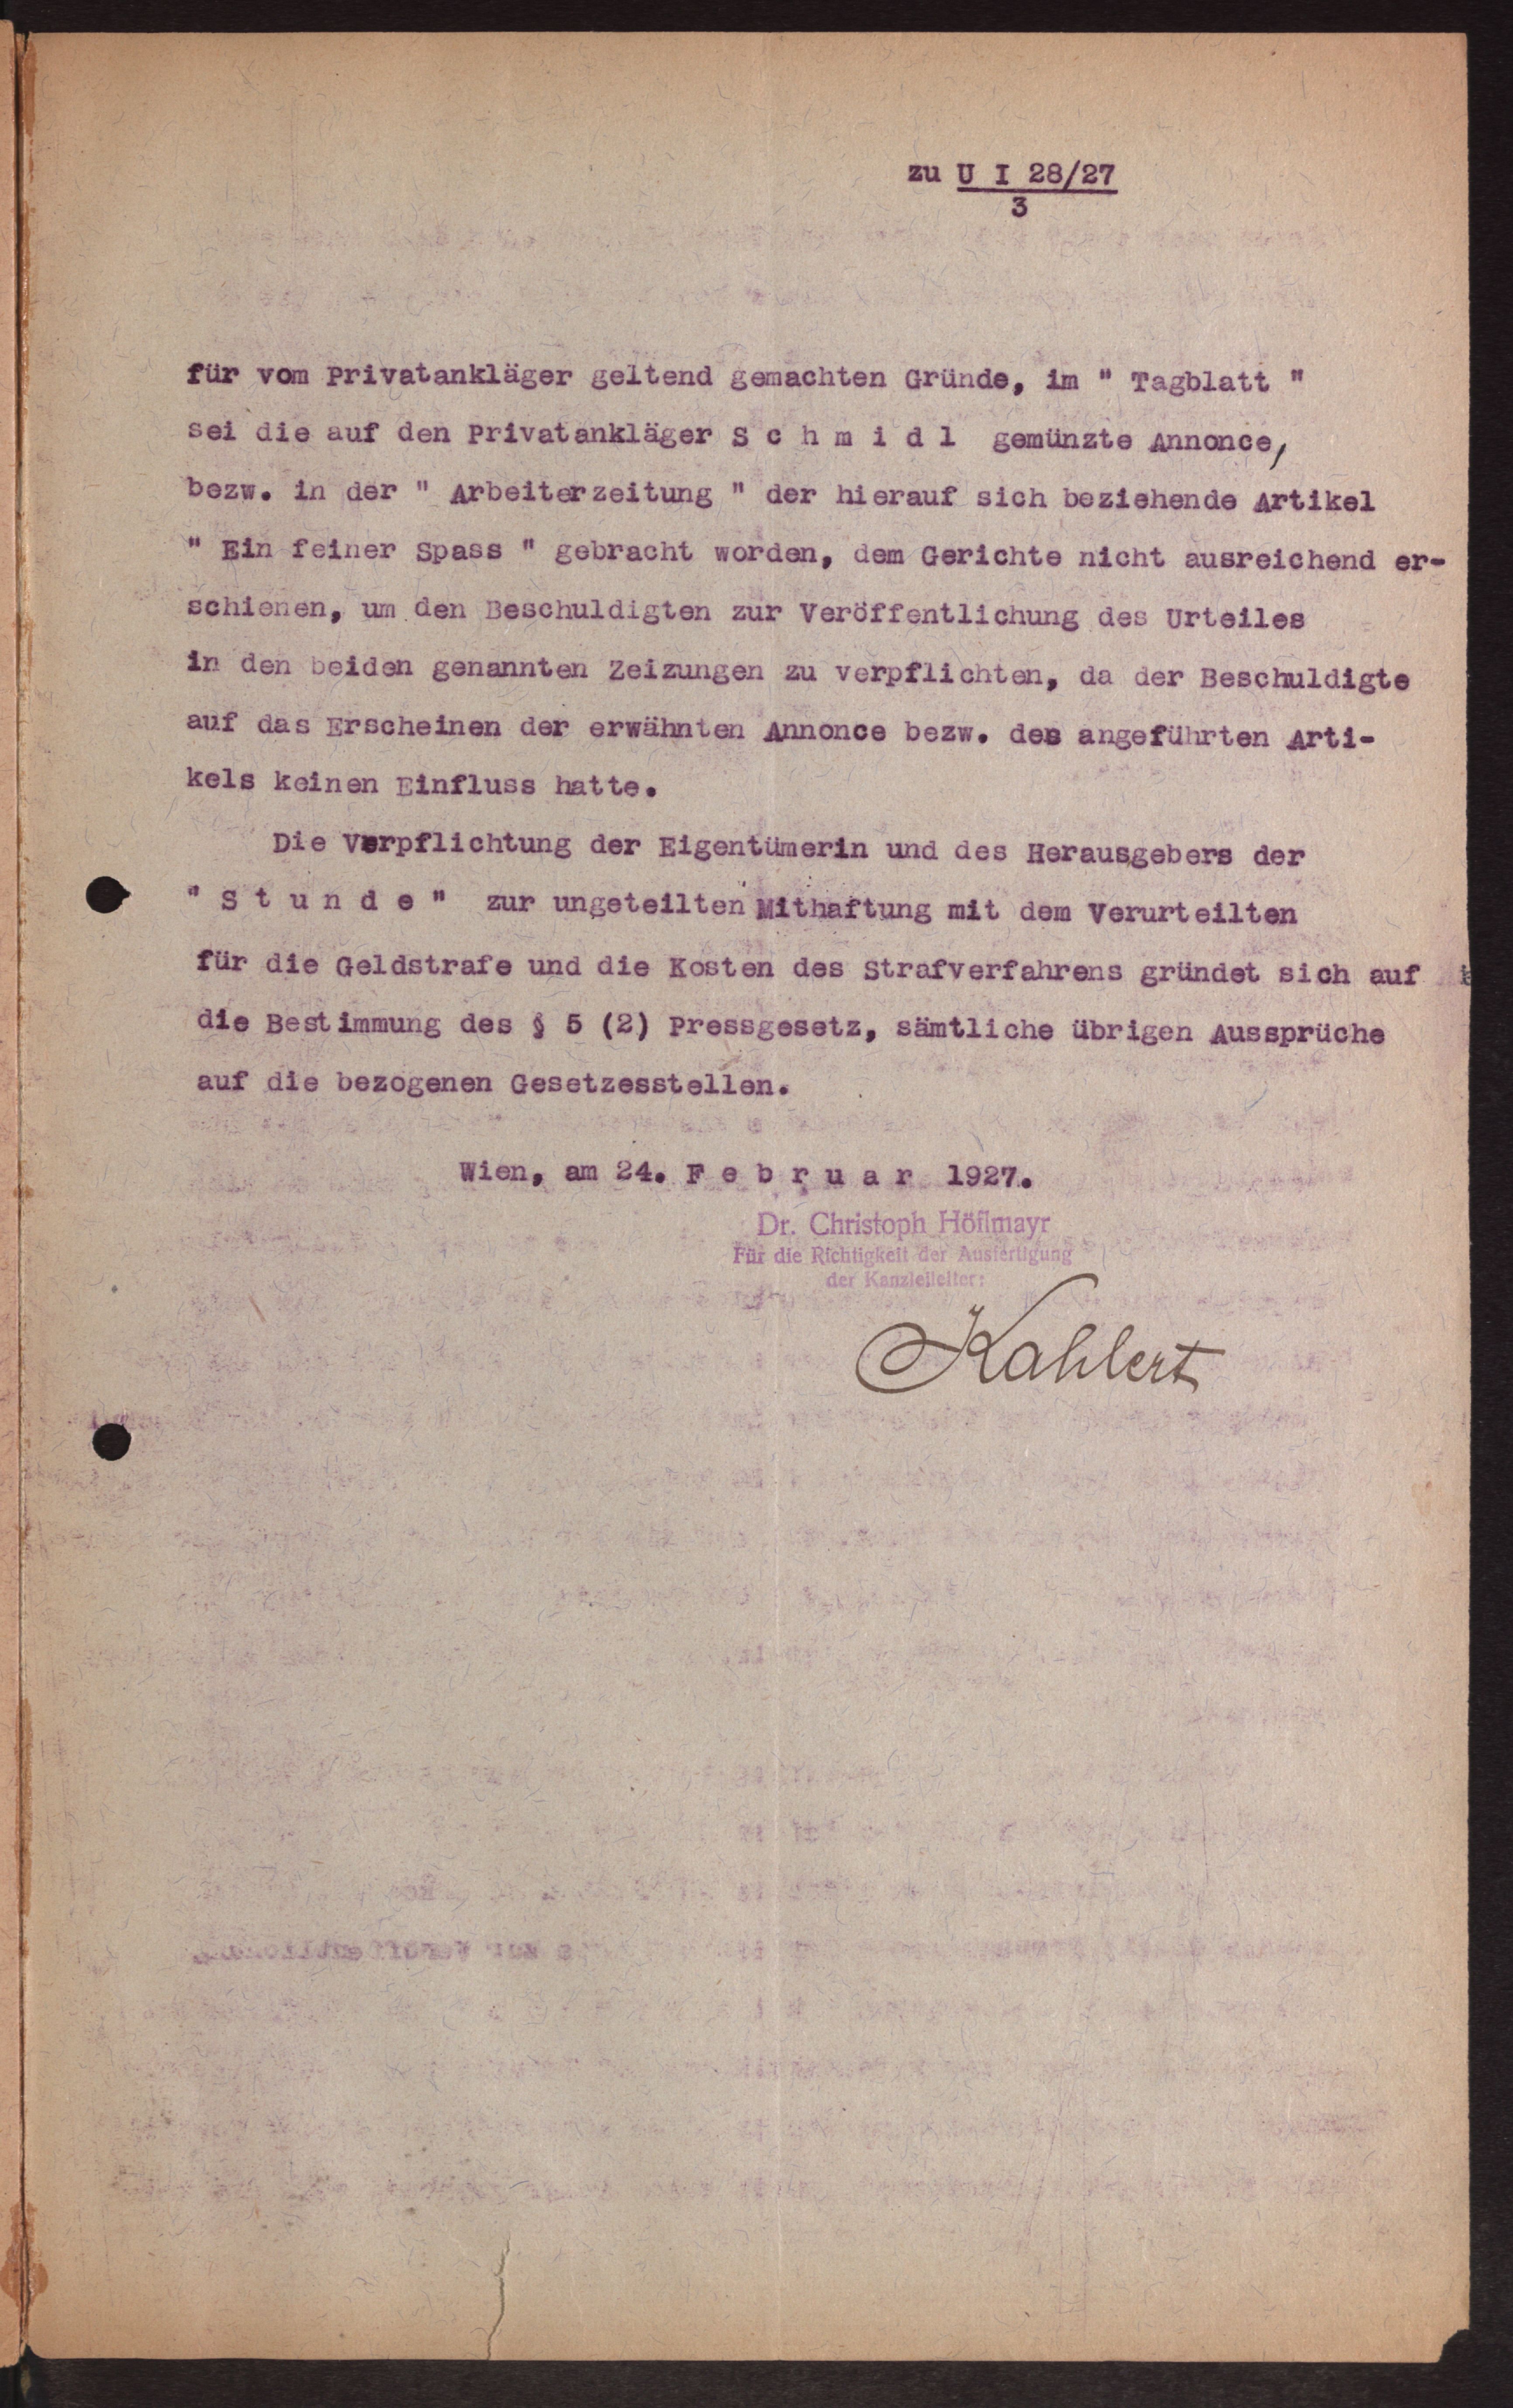 zu U I 28/27
3
für vom Privatankläger geltend gemachten Gründe, im " Tagblatt "
sei die auf den Privatankläger S c h m i d l gemünzte Annonce,
bezw. in der " Arbeiterzeitung " der hierauf sich beziehende Artikel
" Ein feiner Spass " gebracht worden, dem Gerichte nicht ausreichend er-
schienen, um den Beschuldigten zur Veröffentlichung des Urteiles
in den beiden genannten Zeizungen zu verpflichten, da der Beschuldigte
auf das Erscheinen der erwähnten Annonce bezw. des angeführten Arti-
kels keinen Einfluss hatte.
Die Verpflichtung der Eigentümerin und des Herausgebers der
" S t u n d e " zur ungeteilten Mithaftung mit dem Verurteilten
für die Geldstrafe und die Kosten des Strafverfahrens gründet sich auf
die Bestimmung des § 5 (2) Pressgesetz, sämtliche übrigen Aussprüche
auf die bezogenen Gesetzesstellen.
Wien, am 24. F e b r u a r 1927.
Dr. Christoph Höflmayr
Für die Richtigkeit der Ausfertigung
der Kanzleileiter:
Kahlert